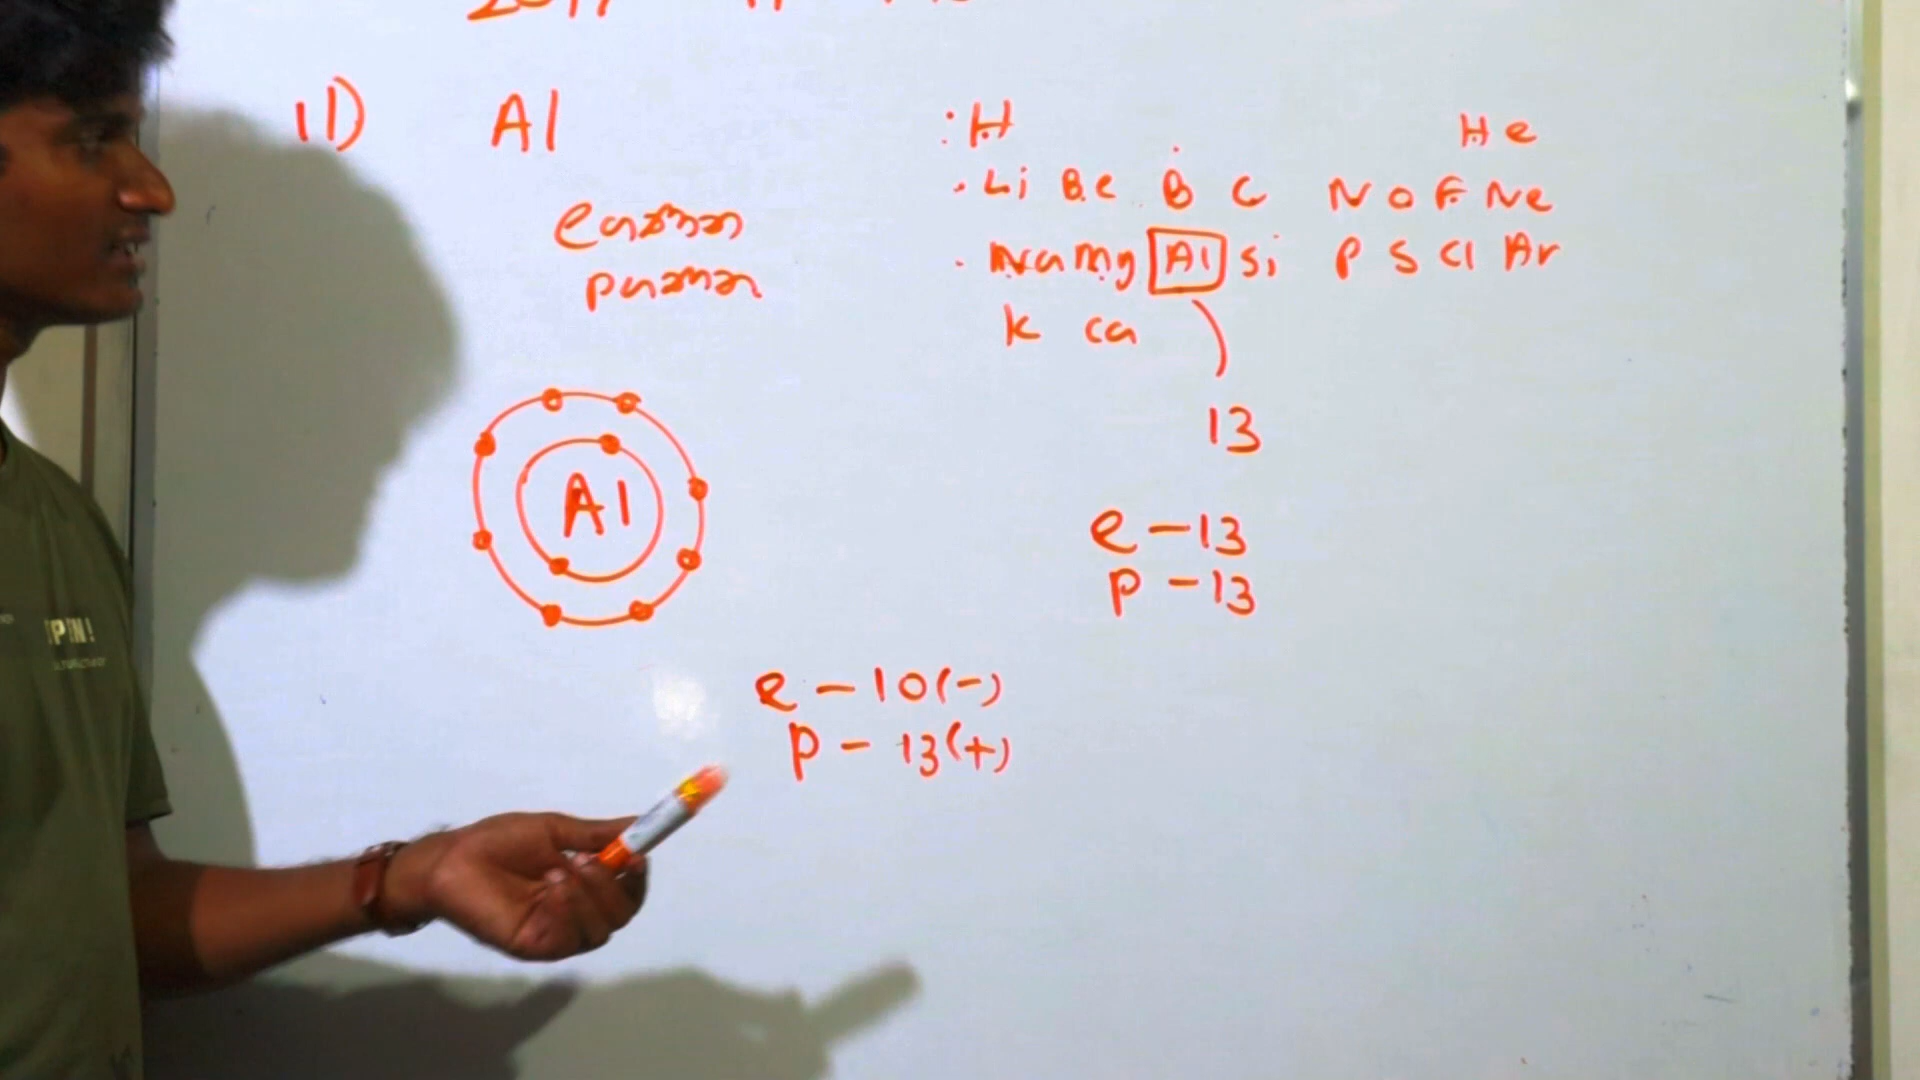 11) Al
:H He
Li Be B C N O F Ne
Na Mg Al Si P S Cl Ar
K Ca
13
Al
e – 13
p – 13
e – 10(-)
p – 13(+)